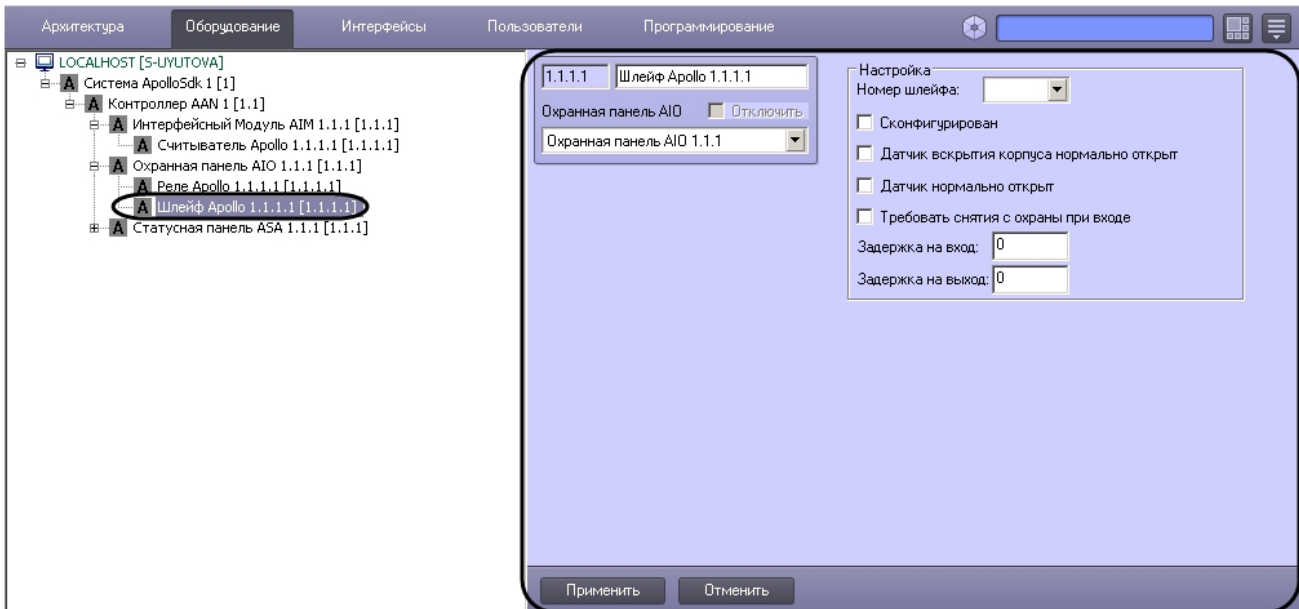 Архитектура Оборудование Интерфейсы Пользователи Программирование
LOCALHOST [S-UYUTOVA]
Система ApolloSdk 1 [1]
Контроллер AAN 1 [1.1]
Интерфейсный Модуль AIM 1.1.1 [1.1.1]
Считыватель Apollo 1.1.1.1 [1.1.1.1]
Охранная панель AIO 1.1.1 [1.1.1]
Реле Apollo 1.1.1.1 [1.1.1.1]
Шлейф Apollo 1.1.1.1 [1.1.1.1]
Статусная панель ASA 1.1.1 [1.1.1]
1.1.1.1 Шлейф Apollo 1.1.1.1
Охранная панель AIO Отключить
Охранная панель AIO 1.1.1
Настройка
Номер шлейфа:
Сконфигурирован
Датчик вскрытия корпуса нормально открыт
Датчик нормально открыт
Требовать снятия с охраны при входе
Задержка на вход: 0
Задержка на выход: 0
Применить Отменить